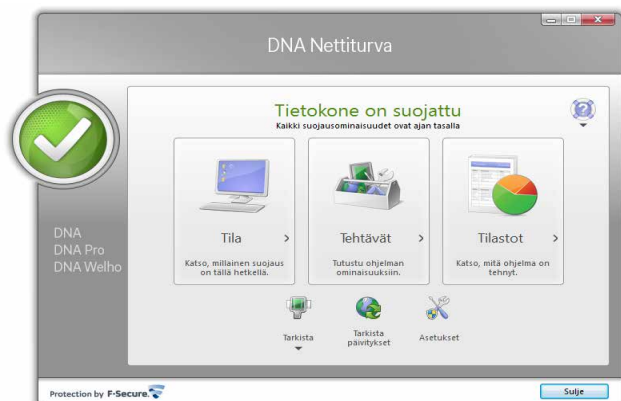 DNA Nettiturva
Tietokone on suojattu
Kaikki suojausominaisuudet ovat ajan tasalla
DNA
DNA Pro
DNA Welho
Tila
Katso, millainen suojaus
on tällä hetkellä.
Tehtävät
Tutustu ohjelman
ominaisuuksiin.
Tilastot
Katso, mitä ohjelma on
tehnyt.
Tarkista
Tarkista
päivitykset
Asetukset
Protection by F-Secure.
Sulje